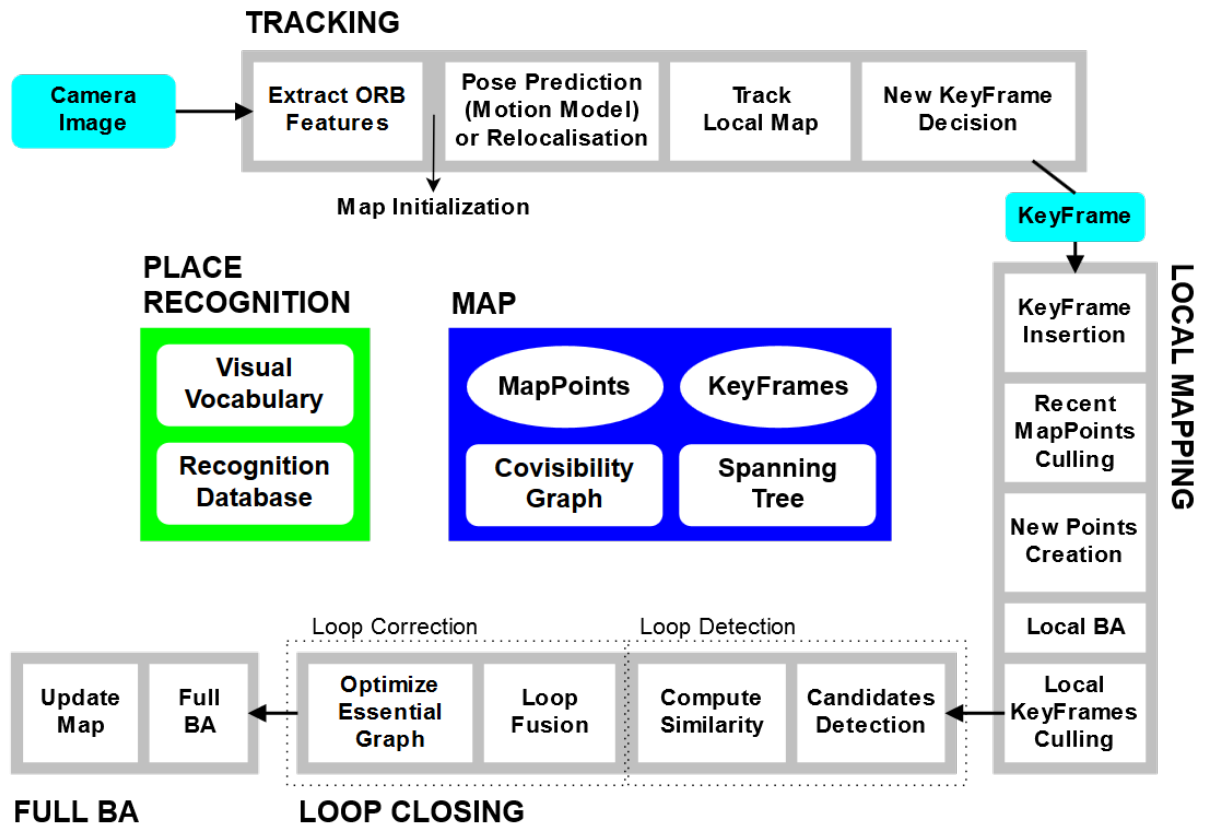 TRACKING
Camera
Image
Extract ORB
Features
Pose Prediction
(Motion Model)
or Relocalisation
Track
Local Map
New KeyFrame
Decision
Map Initialization
KeyFrame
PLACE
RECOGNITION
Visual
Vocabulary
Recognition
Database
MAP
MapPoints
KeyFrames
Covisibility
Graph
Spanning
Tree
LOCAL MAPPING
KeyFrame
Insertion
Recent
MapPoints
Culling
New Points
Creation
Local BA
Local
KeyFrames
Culling
Loop Correction
Loop Detection
Update
Map
Full
BA
Optimize
Essential
Graph
Loop
Fusion
Compute
Similarity
Candidates
Detection
FULL BA
LOOP CLOSING